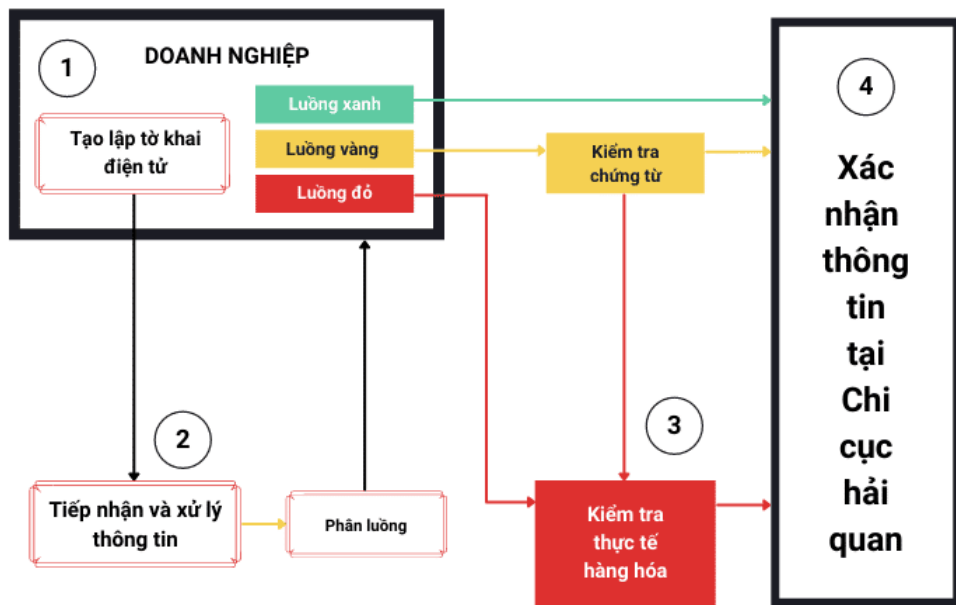 1
DOANH NGHIỆP
Tạo lập tờ khai
điện tử
Luồng xanh
Luồng vàng
Luồng đỏ
Kiểm tra
chứng từ
2
Tiếp nhận và xử lý
thông tin
Phân luồng
3
Kiểm tra
thực tế
hàng hóa
4
Xác
nhận
thông
tin
tại
Chi
cục
hải
quan